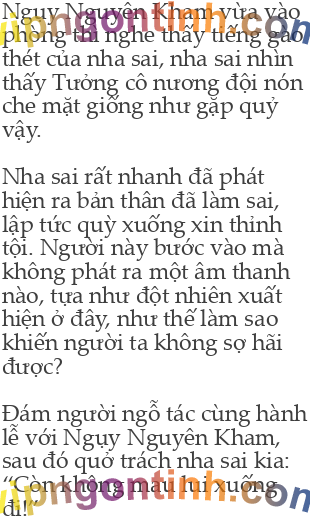 Ngụy Nguyên Kham vừa vào
phòng thì nghe thấy tiếng gào
thét của nha sai, nha sai nhìn
thấy Tưởng cô nương đội nón
che mặt giống như gặp quỷ
vậy.
Nha sai rất nhanh đã phát
hiện ra bản thân đã làm sai,
lập tức quỳ xuống xin thỉnh
tội. Người này bước vào mà
không phát ra một âm thanh
nào, tựa như đột nhiên xuất
hiện ở đây, như thế làm sao
khiến người ta không sợ hãi
được?
Đám người ngỗ tác cùng hành
lễ với Ngụy Nguyên Kham,
sau đó quở trách nha sai kia:
“Còn không mau lui xuống
đi!”
vipngontinh.com
vipngontinh.com